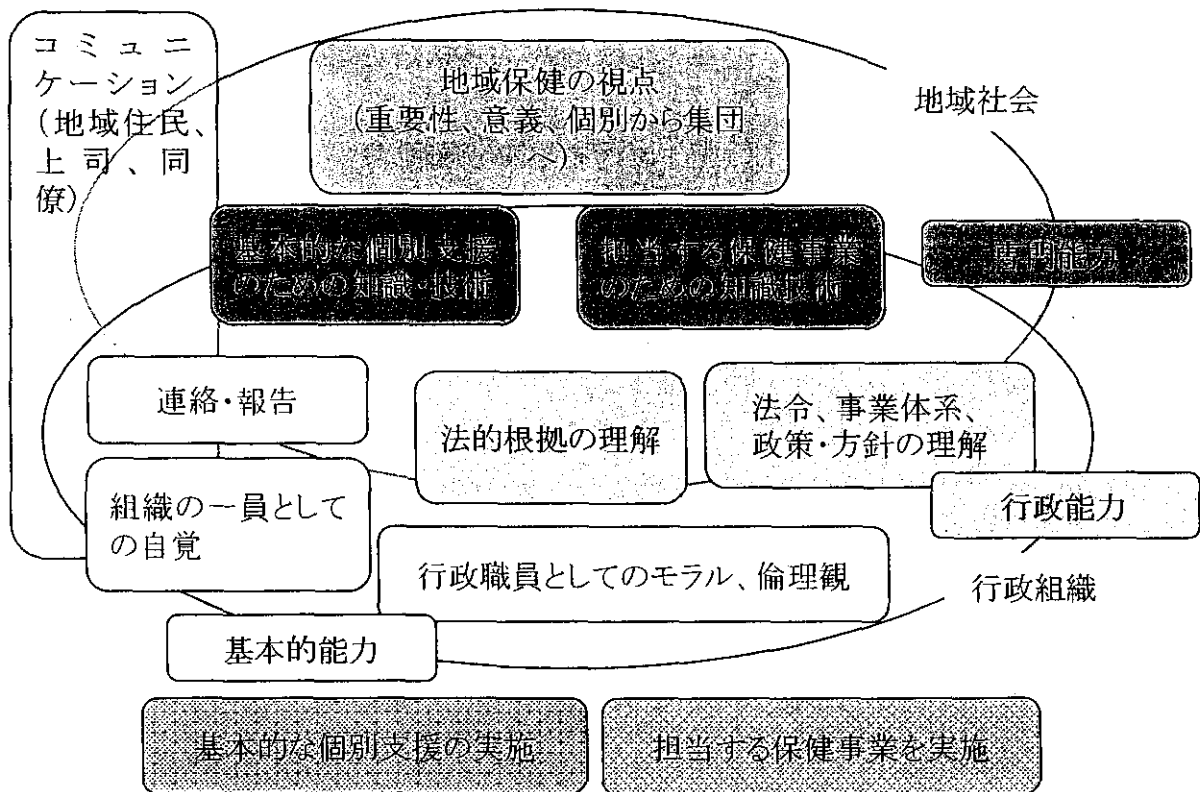 コミュニ
ケーション
(地域住民、
上司、同
僚)
地域保健の視点
(重要性、意義、個別から集団
へ)
地域社会
基本的な個別支援
のための知識・技術
担当する保健事業
のための知識技術
専門能力
連絡・報告
法的根拠の理解
法令、事業体系、
政策・方針の理解
組織の一員として
の自覚
行政能力
行政職員としてのモラル、倫理観
行政組織
基本的能力
基本的な個別支援の実施
担当する保健事業を実施